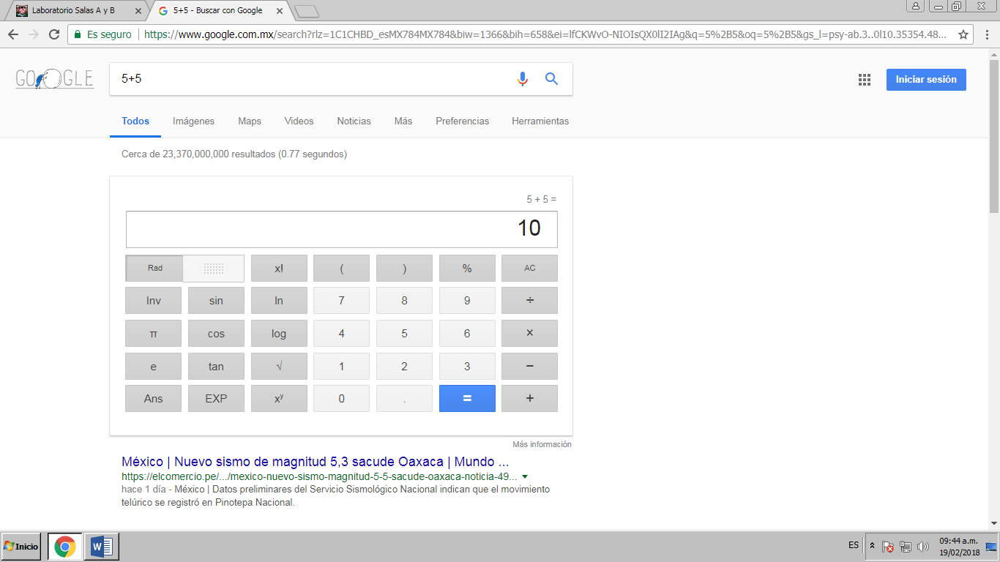 Laboratorio Salas A y B
5+5 - Buscar con Google
Es seguro | https://www.google.com.mx/search?rlz=1C1CHBD_esMX784MX784&biw=1366&bih=658&ei=lfCKWvO-NIOIsQX0lI2IAg&q=5%2B5&oq=5%2B5&gs_l=psy-ab.3..0l10.35354.48...
GOOGLE
5+5
Iniciar sesión
Todos Imágenes Maps Videos Noticias Más Preferencias Herramientas
Cerca de 23,370,000,000 resultados (0.77 segundos)
5 + 5 =
10
Rad x! ( ) % AC
Inv sin ln 7 8 9 ÷
π cos log 4 5 6 ×
e tan √ 1 2 3 −
Ans EXP xʸ 0 . = +
Más información
México | Nuevo sismo de magnitud 5,3 sacude Oaxaca | Mundo ...
https://elcomercio.pe/.../mexico-nuevo-sismo-magnitud-5-5-sacude-oaxaca-noticia-49...
hace 1 día - México | Datos preliminares del Servicio Sismológico Nacional indican que el movimiento
telúrico se registró en Pinotepa Nacional.
Inicio
ES
09:44 a.m.
19/02/2018